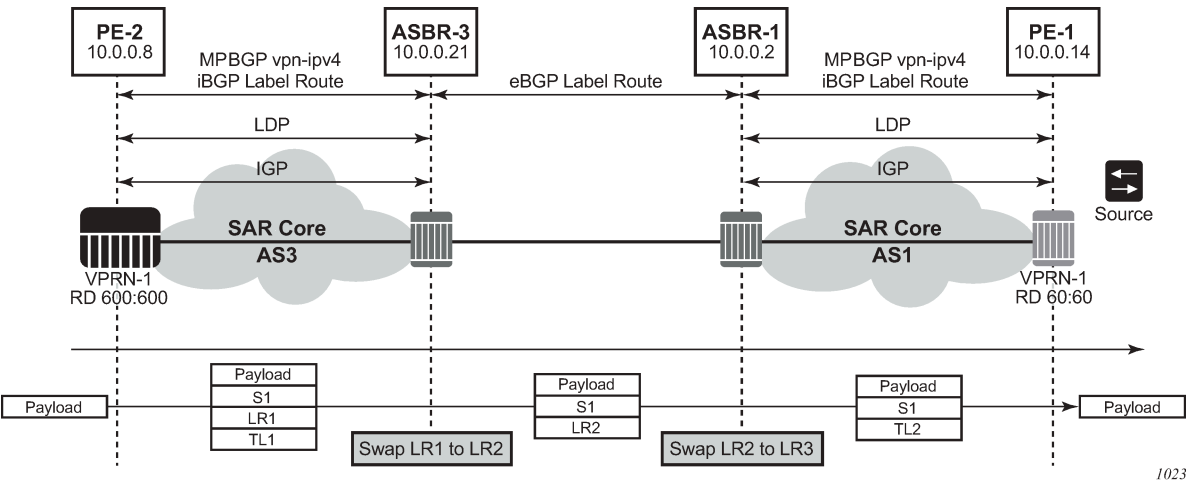 PE-2
10.0.0.8
ASBR-3
10.0.0.21
ASBR-1
10.0.0.2
PE-1
10.0.0.14
MPBGP vpn-ipv4
iBGP Label Route
eBGP Label Route
MPBGP vpn-ipv4
iBGP Label Route
LDP
LDP
IGP
IGP
Source
SAR Core
AS3
SAR Core
AS1
VPRN-1
RD 600:600
VPRN-1
RD 60:60
Payload
Payload
S1
LR1
TL1
Payload
S1
LR2
Payload
S1
TL2
Payload
Swap LR1 to LR2
Swap LR2 to LR3
1023